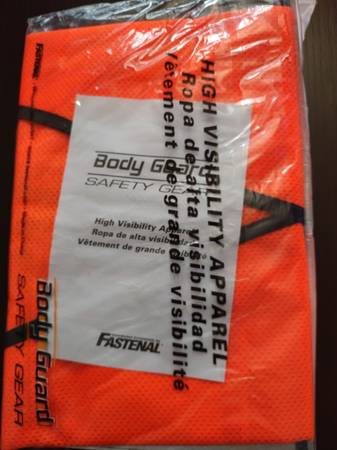 HIGH VISIBILITY APPAREL
Ropa de alta visibilidad
Vêtement de grande visibilité
Body Guard
SAFETY GEAR
High Visibility Apparel
Ropa de alta visibilidad
Vêtement de grande visibilité
FASTENAL
Body Guard
SAFETY GEAR
FASTENAL